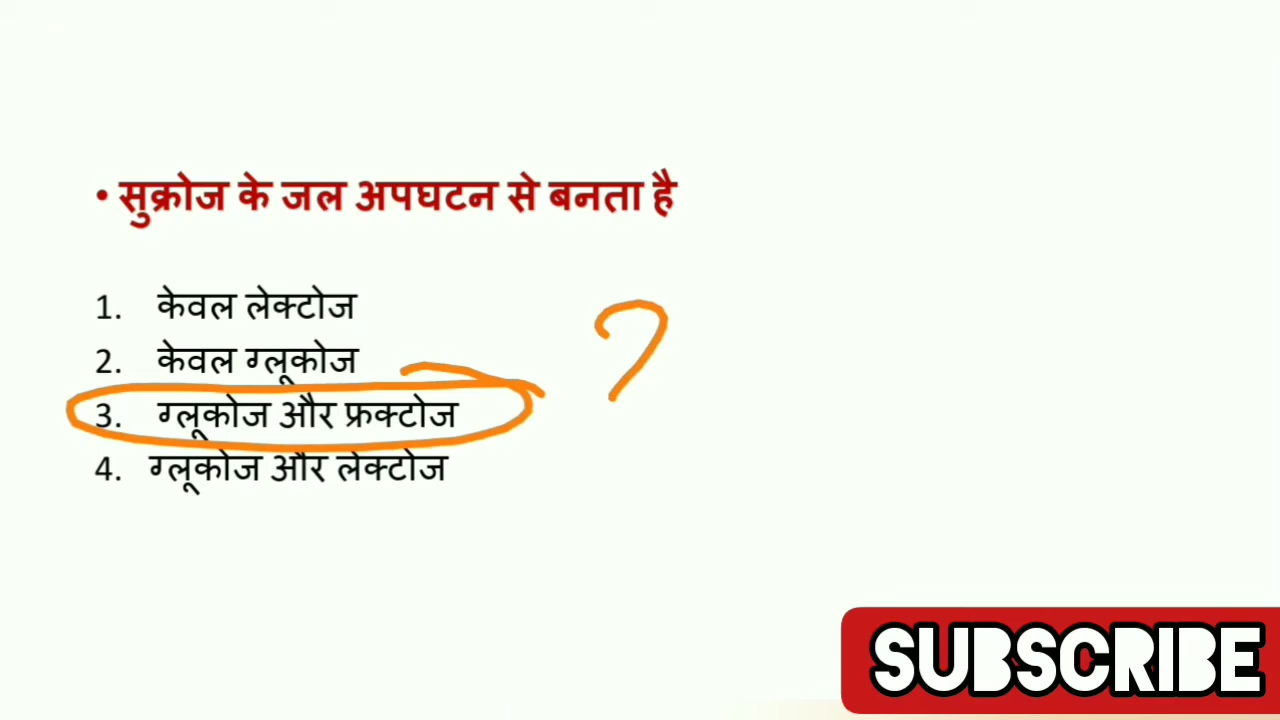 • सुक्रोज के जल अपघटन से बनता है
1. केवल लेक्टोज
2. केवल ग्लूकोज
3. ग्लूकोज और फ्रक्टोज
4. ग्लूकोज और लेक्टोज
?
SUBSCRIBE